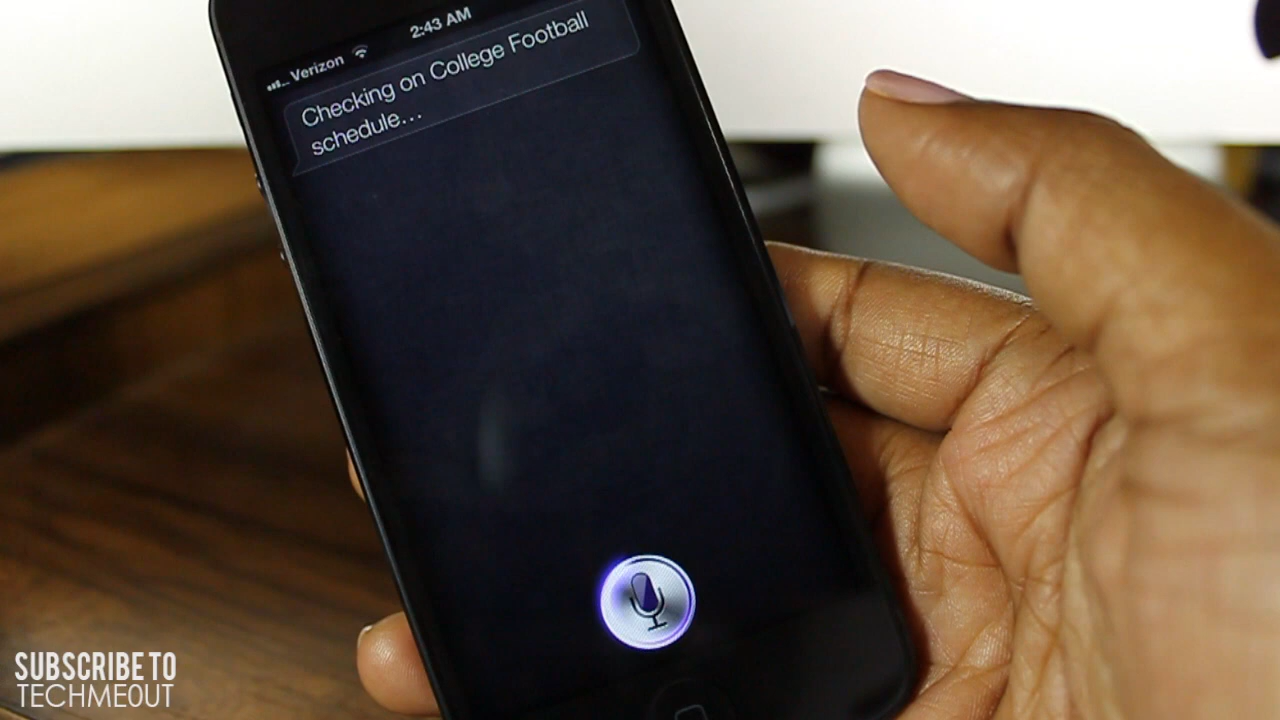 Verizon 2:43 AM
Checking on College Football
schedule...
SUBSCRIBE TO
TECHMEOUT